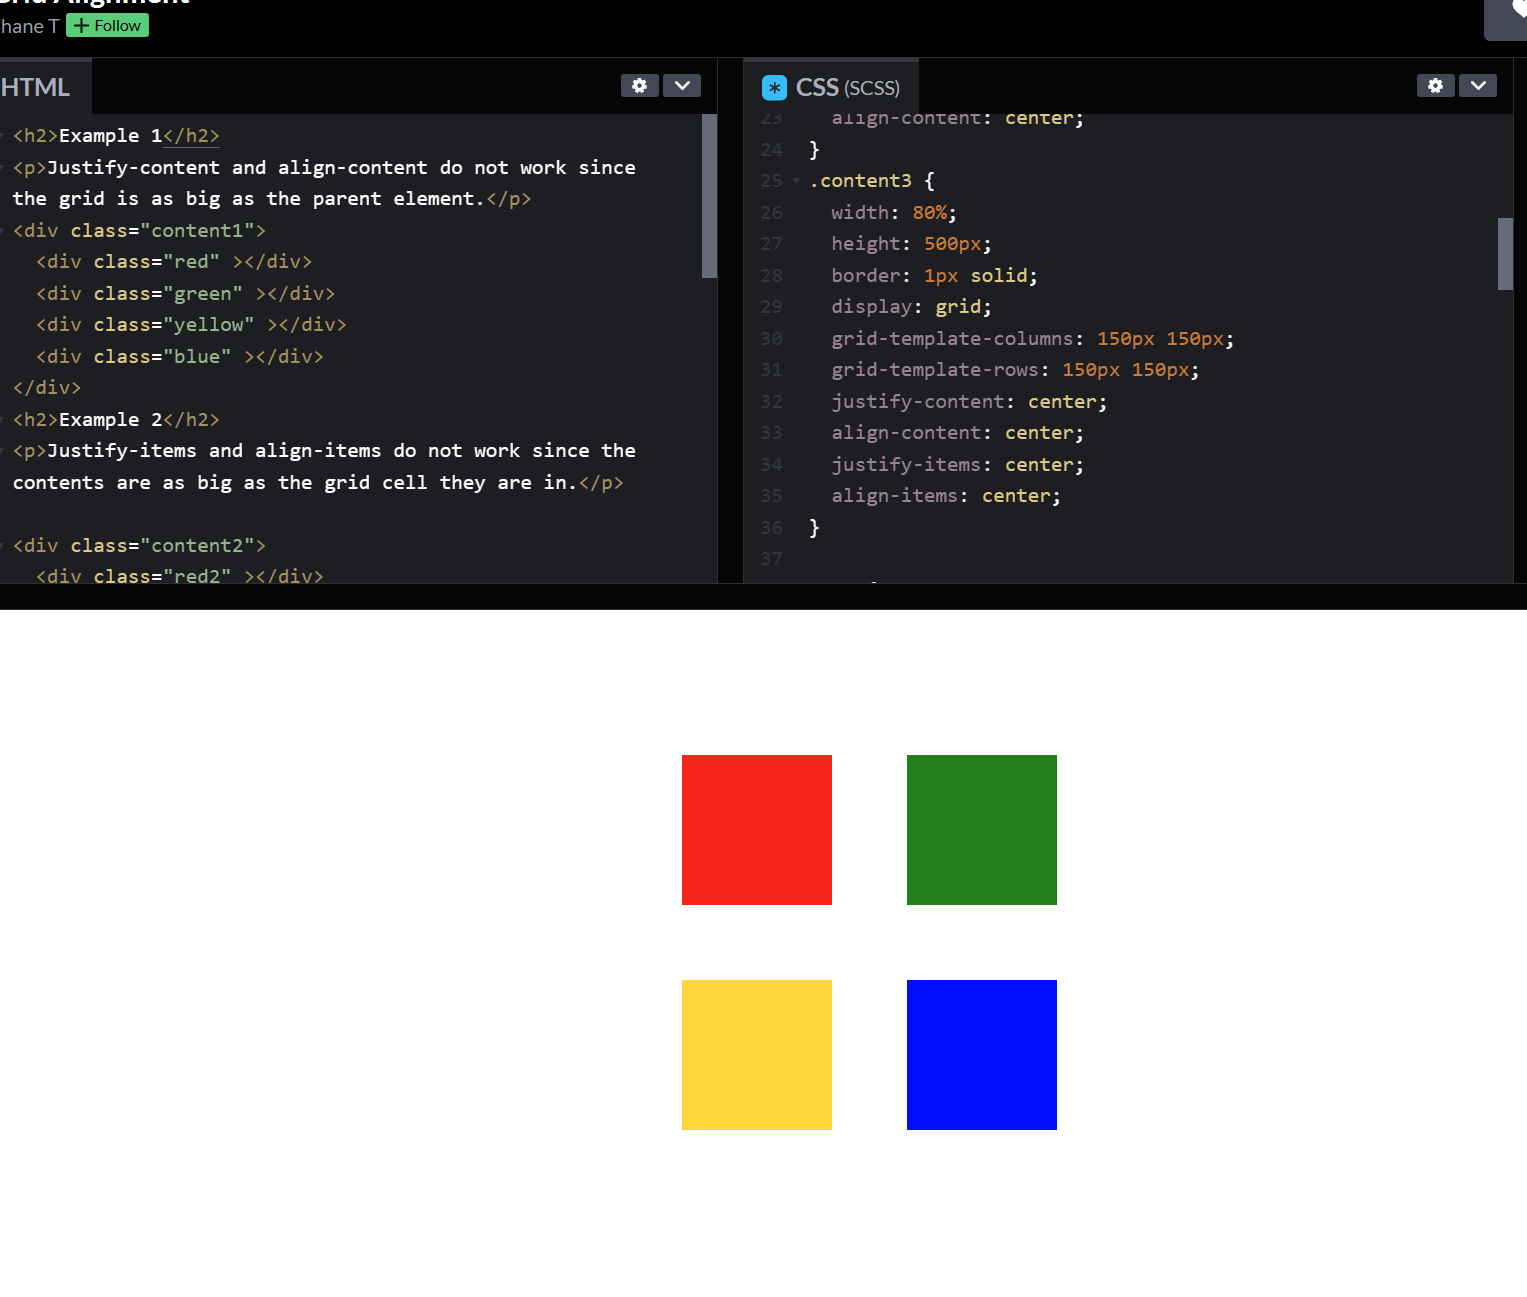 hane T + Follow
HTML
<h2>Example 1</h2>
<p>Justify-content and align-content do not work since
the grid is as big as the parent element.</p>
<div class="content1">
<div class="red" ></div>
<div class="green" ></div>
<div class="yellow" ></div>
<div class="blue" ></div>
</div>
<h2>Example 2</h2>
<p>Justify-items and align-items do not work since the
contents are as big as the grid cell they are in.</p>
<div class="content2">
<div class="red2" ></div>
* CSS (SCSS)
23 align-content: center;
24 }
25 .content3 {
26 width: 80%;
27 height: 500px;
28 border: 1px solid;
29 display: grid;
30 grid-template-columns: 150px 150px;
31 grid-template-rows: 150px 150px;
32 justify-content: center;
33 align-content: center;
34 justify-items: center;
35 align-items: center;
36 }
37